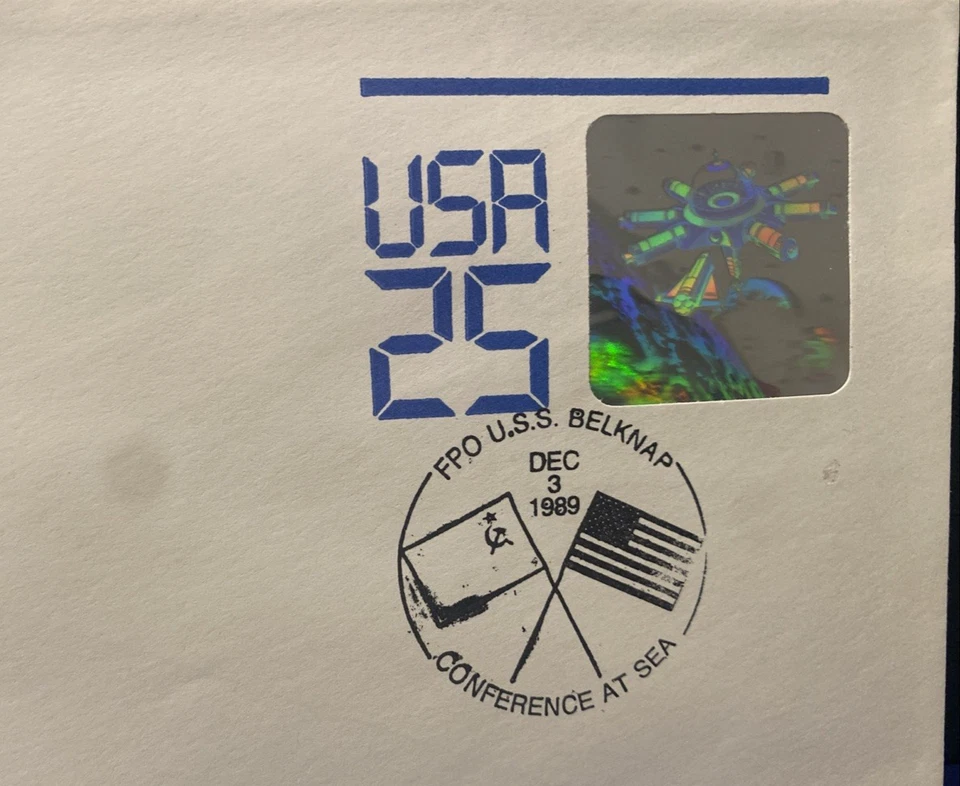 USA
25
FPO U.S.S. BELKNAP
DEC
3
1989
CONFERENCE AT SEA